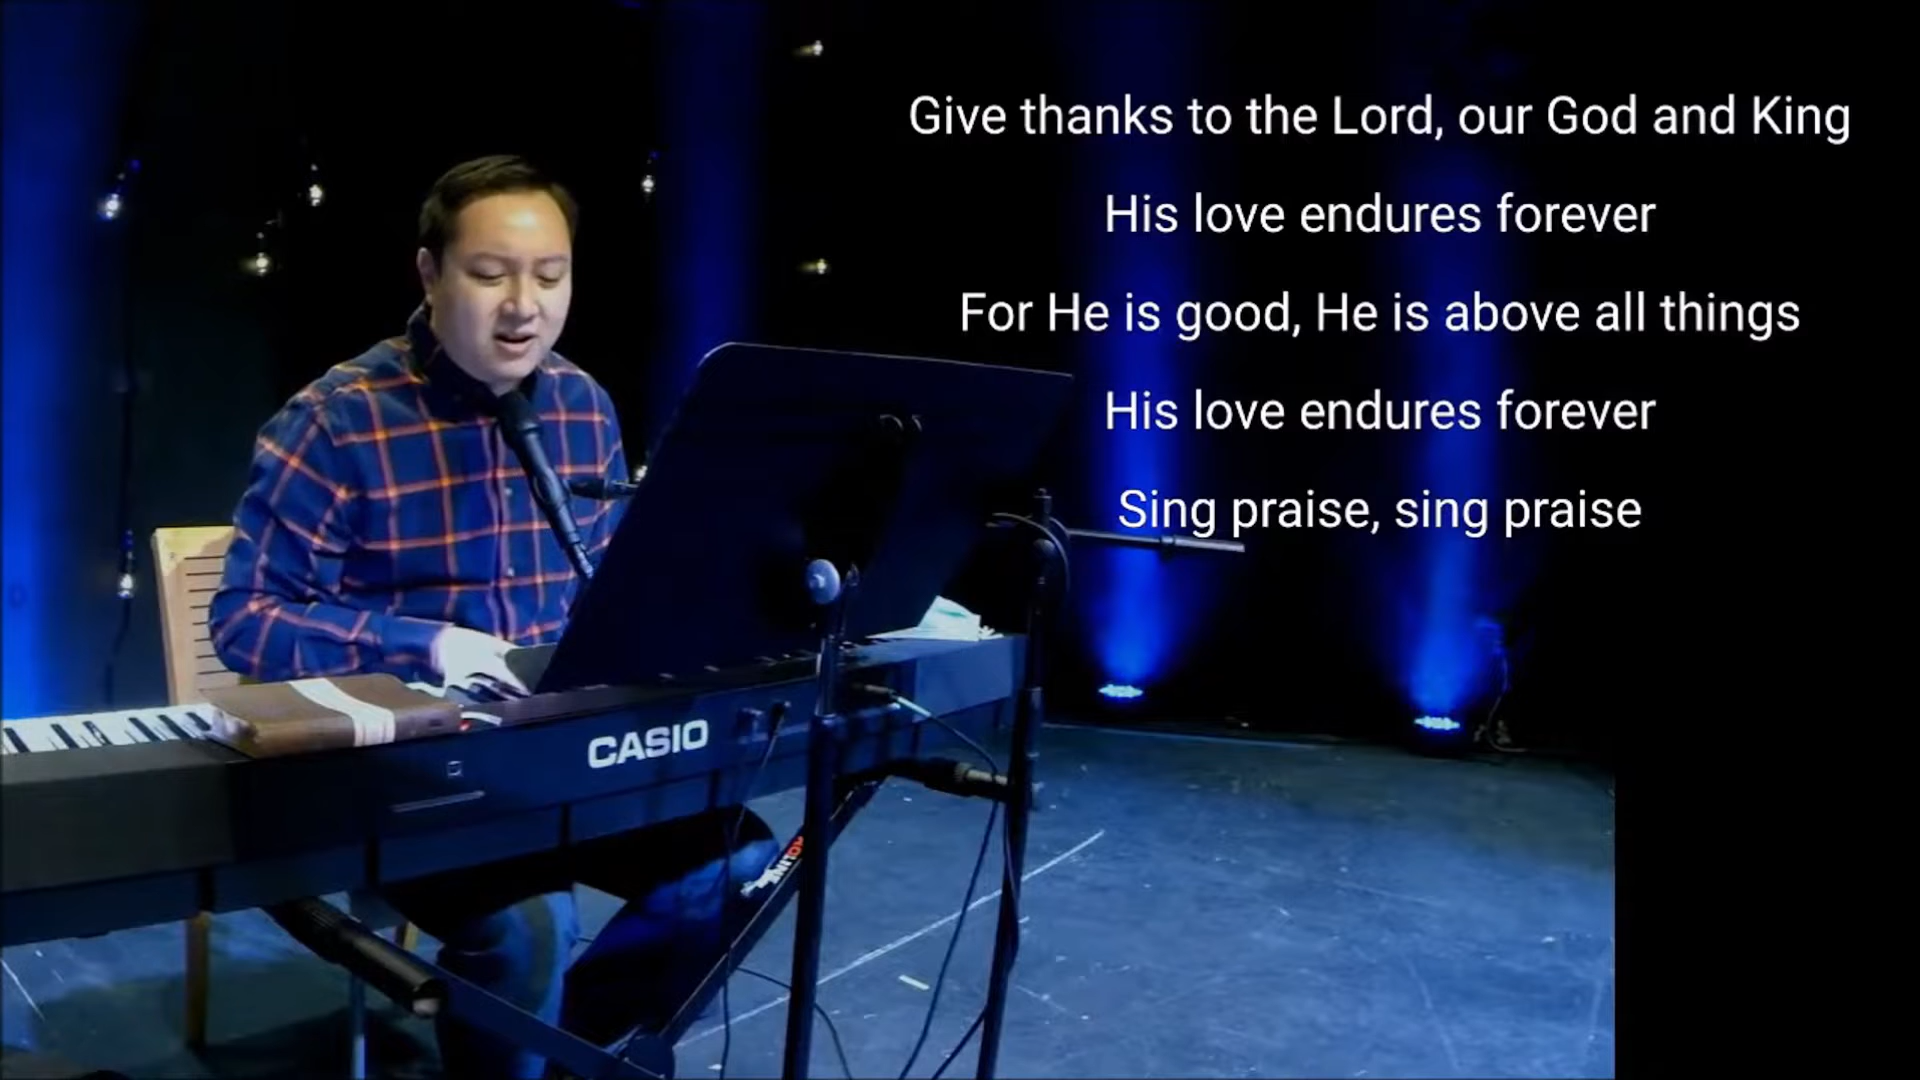 Give thanks to the Lord, our God and King
His love endures forever
For He is good, He is above all things
His love endures forever
Sing praise, sing praise
CASIO